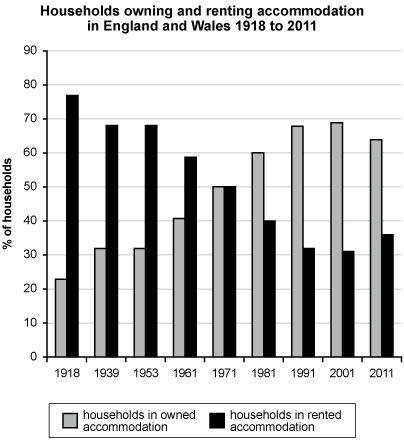 Households owning and renting accommodation
in England and Wales 1918 to 2011
% of households
90
80
70
60
50
40
30
20
10
0
1918 1939 1953 1961 1971 1981 1991 2001 2011
households in owned
accommodation
households in rented
accommodation